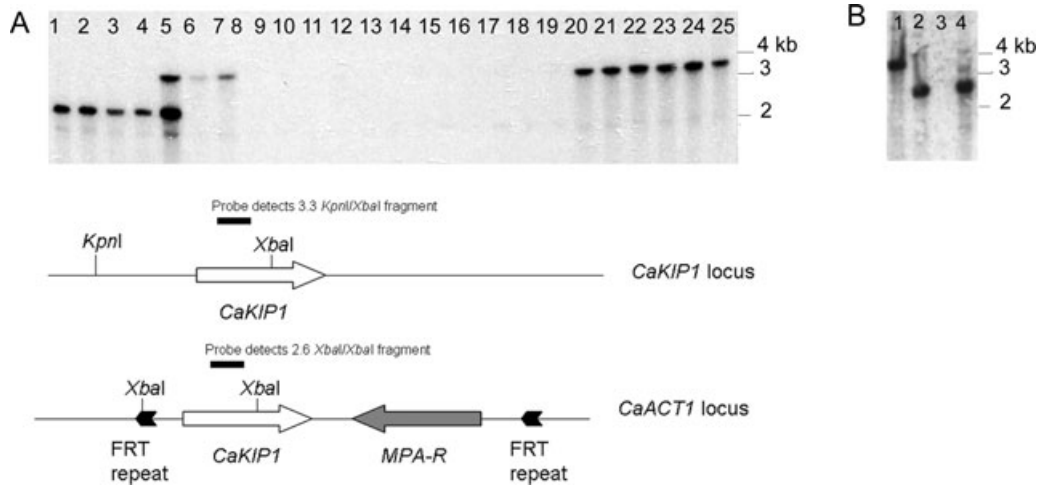 A
1 2 3 4 5 6 7 8 9 10 11 12 13 14 15 16 17 18 19 20 21 22 23 24 25
4 kb
3
2
B
1 2 3 4
4 kb
3
2
Probe detects 3.3 KpnI/XbaI fragment
KpnI
XbaI
CaKIP1 locus
CaKIP1
Probe detects 2.6 XbaI/XbaI fragment
XbaI
XbaI
CaACT1 locus
FRT
repeat
CaKIP1
MPA-R
FRT
repeat